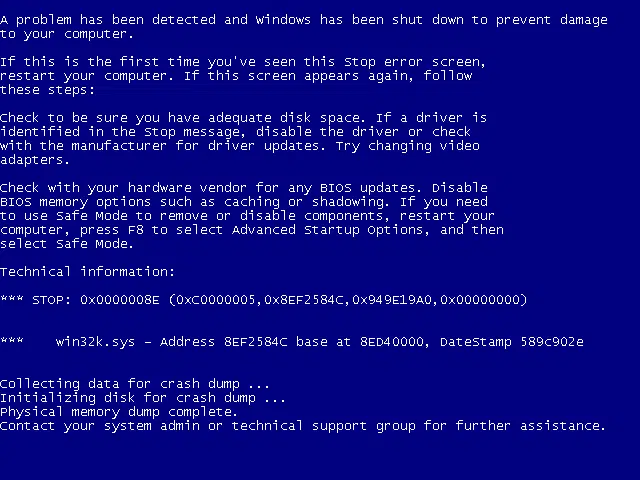 A problem has been detected and Windows has been shut down to prevent damage
to your computer.
If this is the first time you've seen this Stop error screen,
restart your computer. If this screen appears again, follow
these steps:
Check to be sure you have adequate disk space. If a driver is
identified in the Stop message, disable the driver or check
with the manufacturer for driver updates. Try changing video
adapters.
Check with your hardware vendor for any BIOS updates. Disable
BIOS memory options such as caching or shadowing. If you need
to use Safe Mode to remove or disable components, restart your
computer, press F8 to select Advanced Startup Options, and then
select Safe Mode.
Technical information:
*** STOP: 0x0000008E (0xC0000005,0x8EF2584C,0x949E19A0,0x00000000)
*** win32k.sys - Address 8EF2584C base at 8ED40000, DateStamp 589c902e
Collecting data for crash dump ...
Initializing disk for crash dump ...
Physical memory dump complete.
Contact your system admin or technical support group for further assistance.